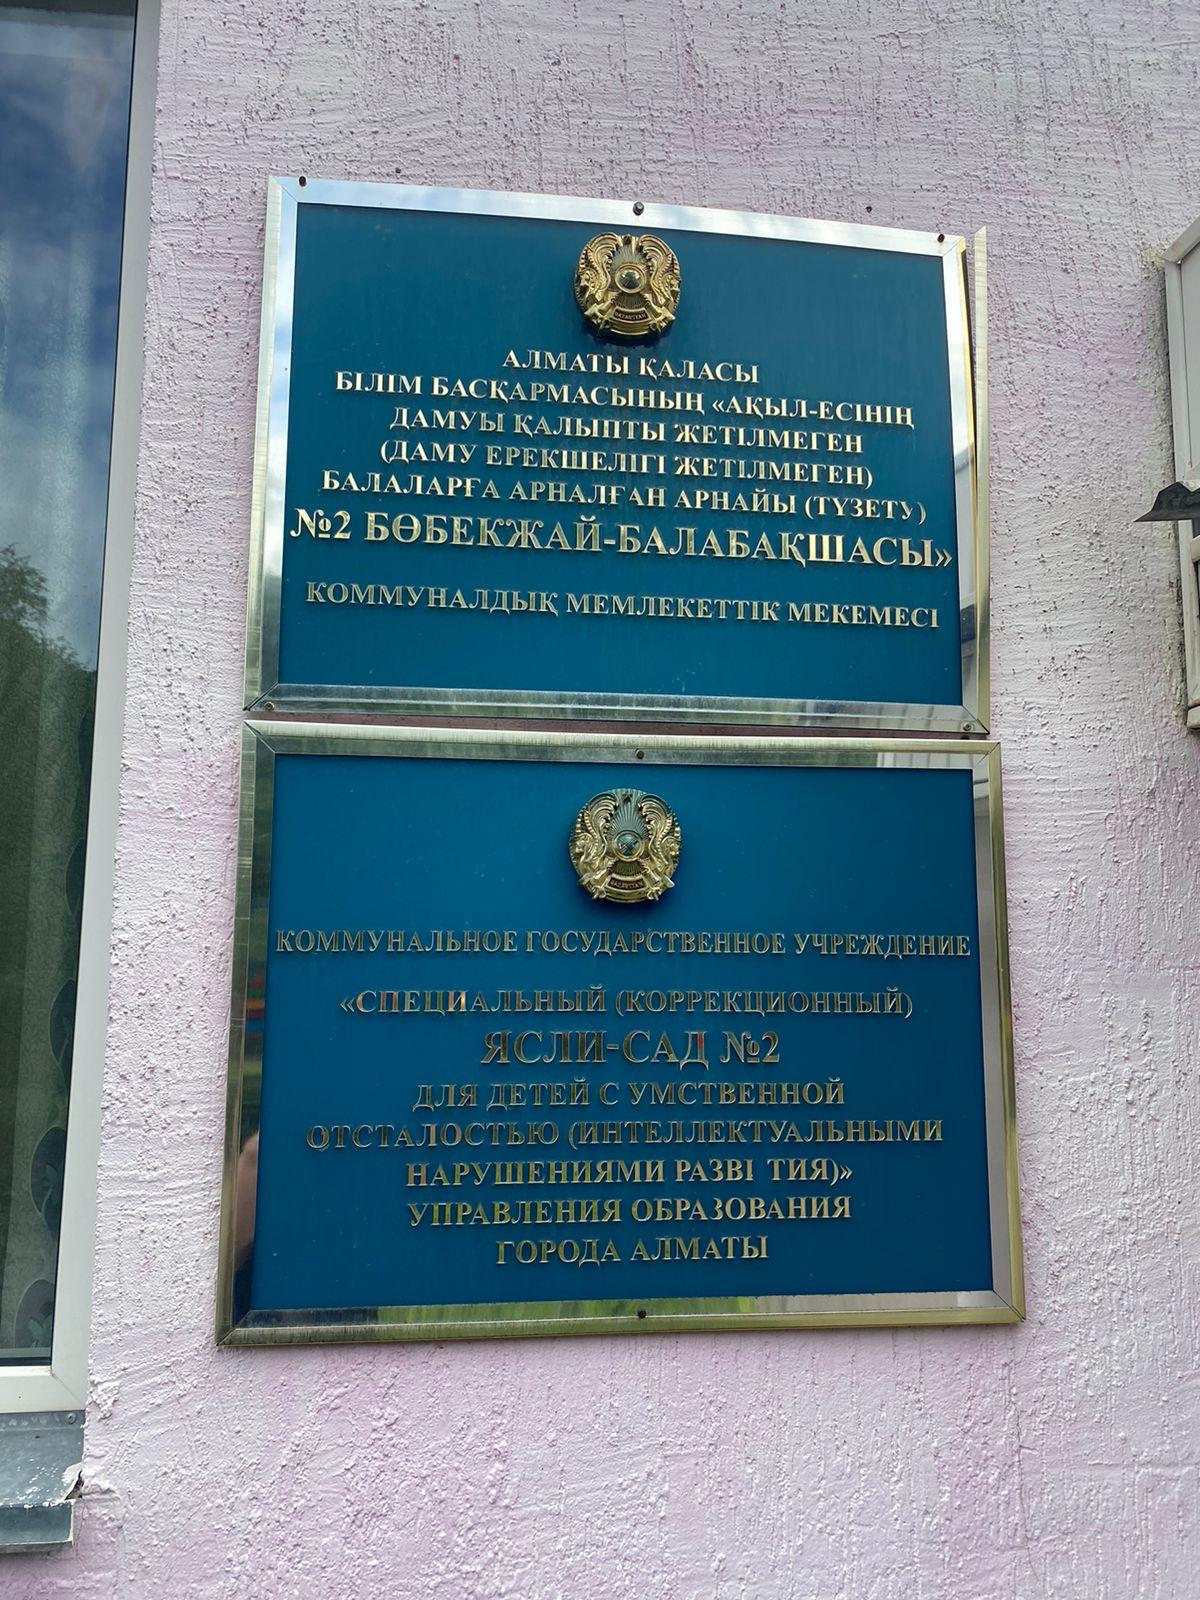 АЛМАТЫ ҚАЛАСЫ
БІЛІМ БАСҚАРМАСЫНЫҢ «АҚЫЛ-ЕСІНІҢ
ДАМУЫ ҚАЛЫПТЫ ЖЕТІЛМЕГЕН
(ДАМУ ЕРЕКШЕЛІГІ ЖЕТІЛМЕГЕН)
БАЛАЛАРҒА АРНАЛҒАН АРНАЙЫ (ТҮЗЕТУ)
№2 БӨБЕКЖАЙ-БАЛАБАҚШАСЫ»
КОММУНАЛДЫҚ МЕМЛЕКЕТТІК МЕКЕМЕСІ
КОММУНАЛЬНОЕ ГОСУДАРСТВЕННОЕ УЧРЕЖДЕНИЕ
«СПЕЦИАЛЬНЫЙ (КОРРЕКЦИОННЫЙ)
ЯСЛИ-САД №2
ДЛЯ ДЕТЕЙ С УМСТВЕННОЙ
ОТСТАЛОСТЬЮ (ИНТЕЛЛЕКТУАЛЬНЫМИ
НАРУШЕНИЯМИ РАЗВІ ТИЯ)»
УПРАВЛЕНИЯ ОБРАЗОВАНИЯ
ГОРОДА АЛМАТЫ